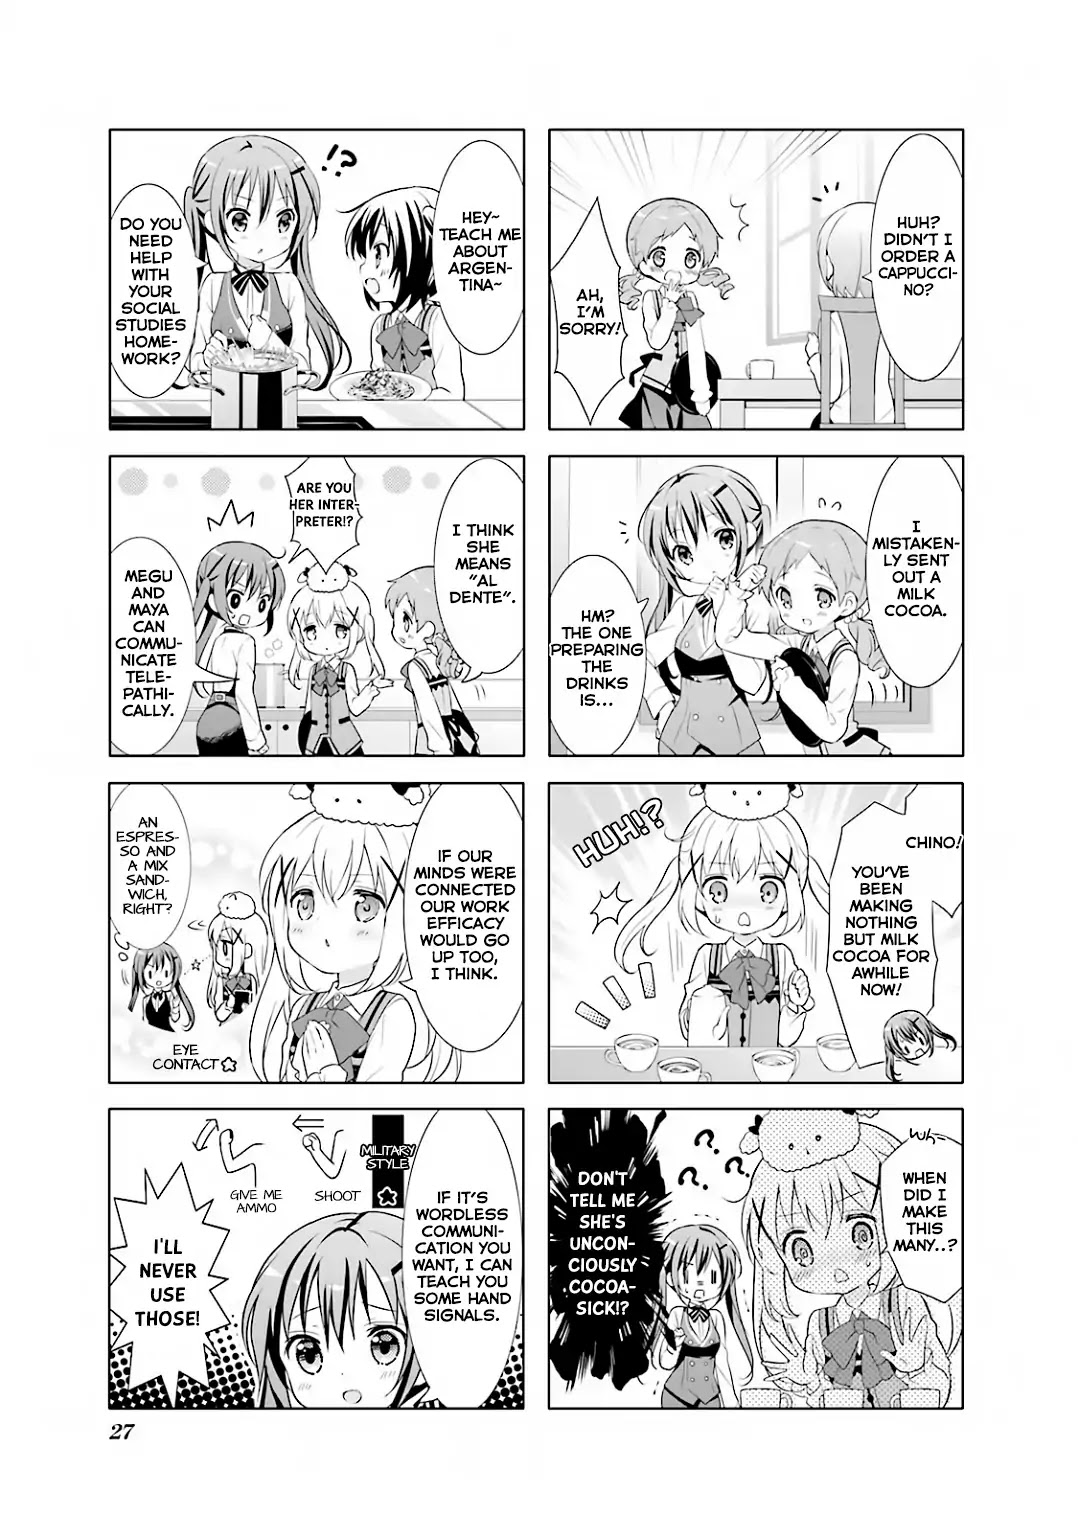 HUH?
DIDN'T I
ORDER A
CAPPUCCI-
NO?
AH,
I'M
SORRY!
I
MISTAKEN-
LY SENT
OUT A
MILK
COCOA.
HM?
THE ONE
PREPARING
THE
DRINKS
IS...
CHINO!
YOU'VE
BEEN
MAKING
NOTHING
BUT MILK
COCOA FOR
AWHILE
NOW!
HUH!?
WH-
WHEN
DID I
MAKE
THIS
MANY..?
???
DON'T
TELL ME
SHE'S
UNCON-
CIOUSLY
COCOA-
SICK!?
HEY~
TEACH ME
ABOUT
ARGEN-
TINA~
!?
DO YOU
NEED
HELP
WITH
YOUR
SOCIAL
STUDIES
HOME-
WORK?
I THINK
SHE
MEANS
"AL
DENTE".
ARE YOU
HER INTER-
PRETER!?
MEGU
AND
MAYA
CAN
COMMU-
NICATE
TELE-
PATHI-
CALLY.
IF OUR
MINDS WERE
CONNECTED
OUR WORK
EFFICACY
WOULD GO
UP TOO,
I THINK.
AN
ESPRES-
SO AND
A MIX
SAND-
WICH,
RIGHT?
EYE
CONTACT☆
IF IT'S
WORDLESS
COMMUNI-
CATION YOU
WANT, I CAN
TEACH YOU
SOME HAND
SIGNALS.
MILITARY
STYLE
☆
SHOOT
GIVE ME
AMMO
I'LL
NEVER
USE
THOSE!
27